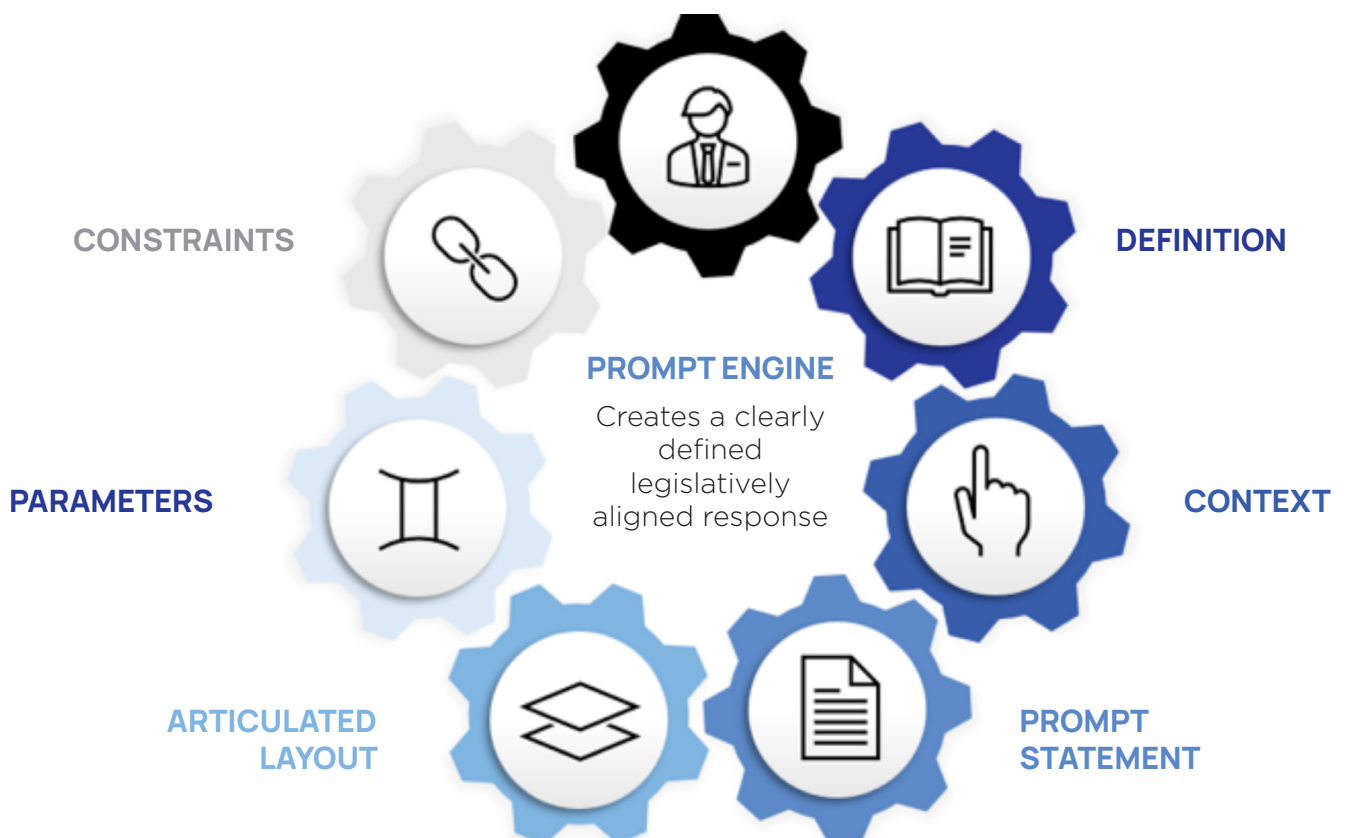 CONSTRAINTS
DEFINITION
PROMPT ENGINE
Creates a clearly
defined
legislatively
aligned response
PARAMETERS
CONTEXT
ARTICULATED
LAYOUT
PROMPT
STATEMENT